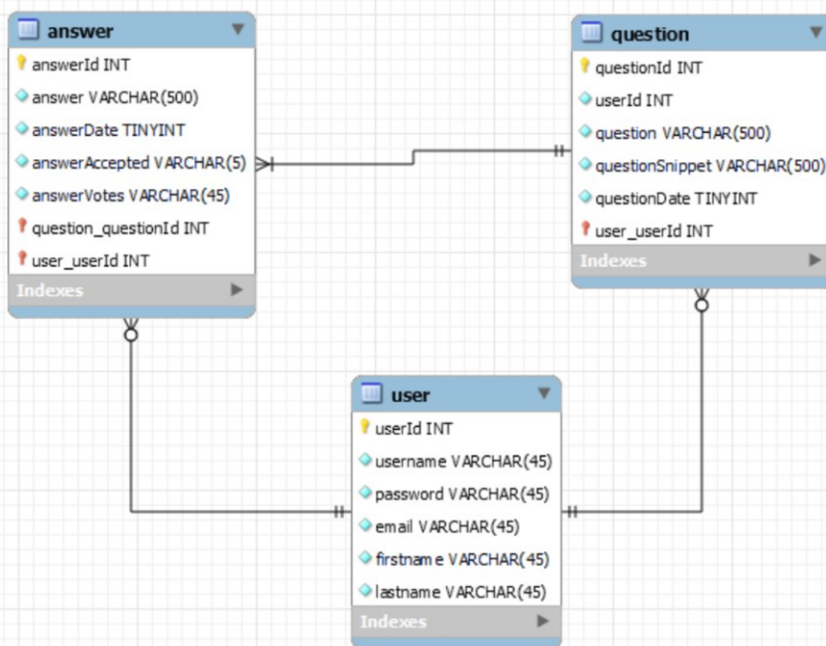 answer
answerId INT
answer VARCHAR(500)
answerDate TINYINT
answerAccepted VARCHAR(5)
answerVotes VARCHAR(45)
question_questionId INT
user_userId INT
Indexes
question
questionId INT
userId INT
question VARCHAR(500)
questionSnippet VARCHAR(500)
questionDate TINYINT
user_userId INT
Indexes
user
userId INT
username VARCHAR(45)
password VARCHAR(45)
email VARCHAR(45)
firstname VARCHAR(45)
lastname VARCHAR(45)
Indexes